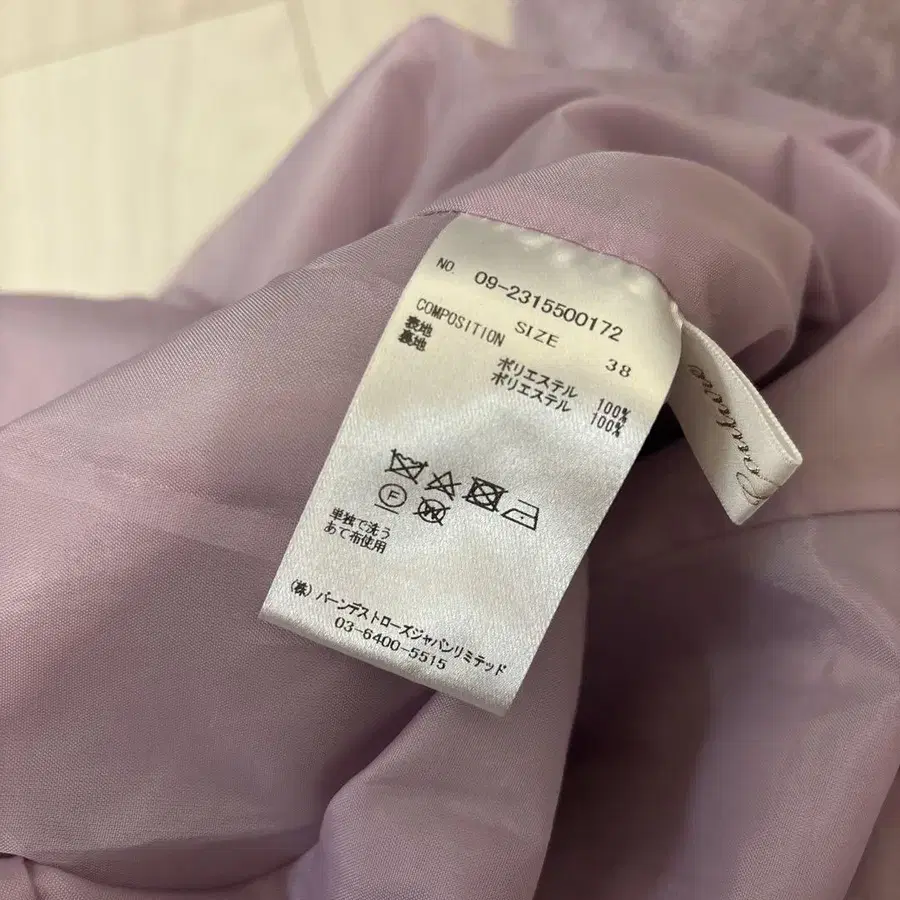 NO. 09-2315500172
SIZE 38
COMPOSITION
表地 ポリエステル 100%
裏地 ポリエステル 100%
F
単独で洗う
あて布使用
(株) バーンデストローズジャパンリミテッド
03-6400-5515
Couture